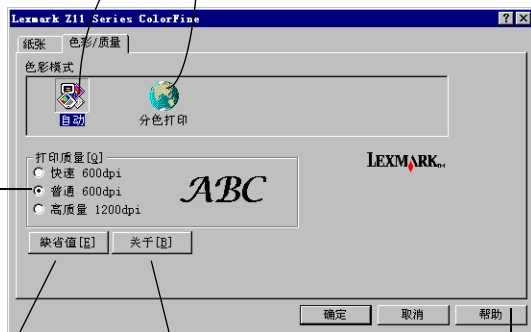 Lexmark Z11 Series ColorFine
纸张 色彩/质量
色彩模式
自动 分色打印
打印质量[Q]
快速 600dpi
普通 600dpi
高质量 1200dpi
ABC
LEXMARK™
缺省值[E] 关于[B]
确定 取消 帮助